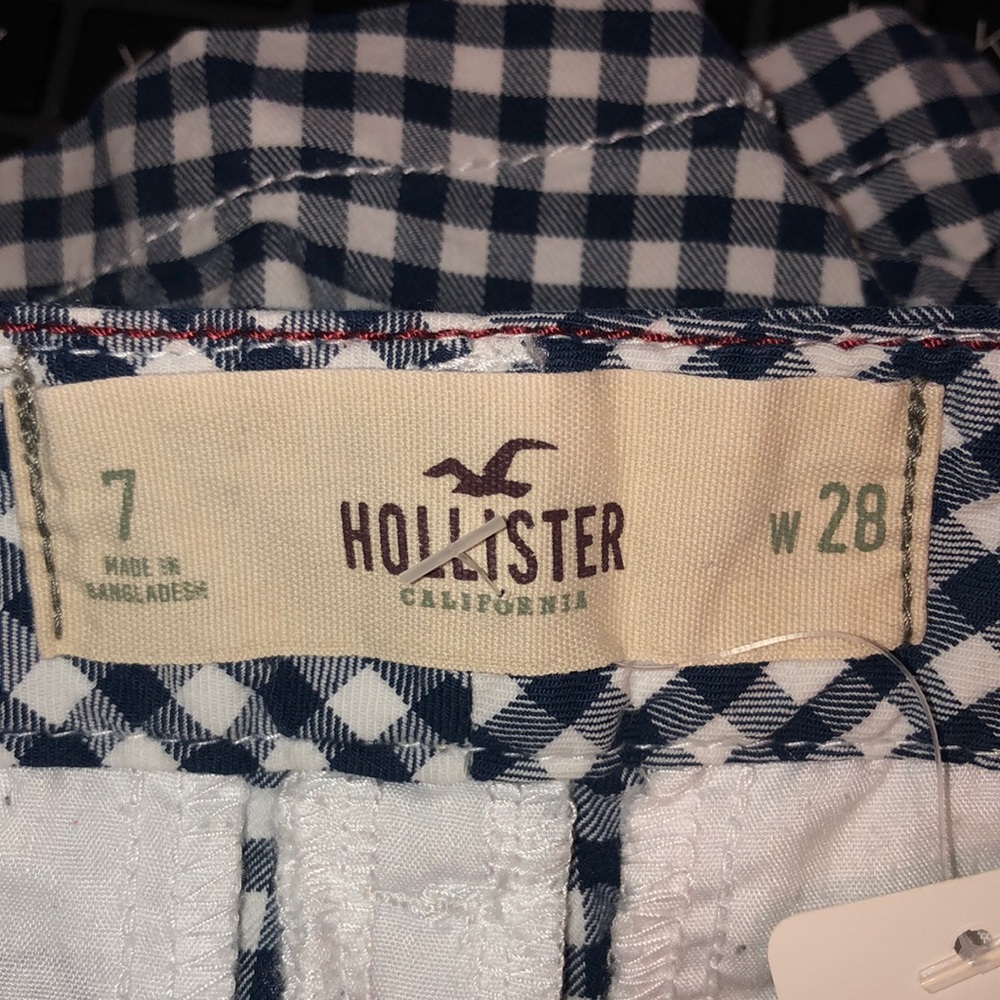 7
MADE IN
BANGLADESH
HOLLISTER
CALIFORNIA
W 28